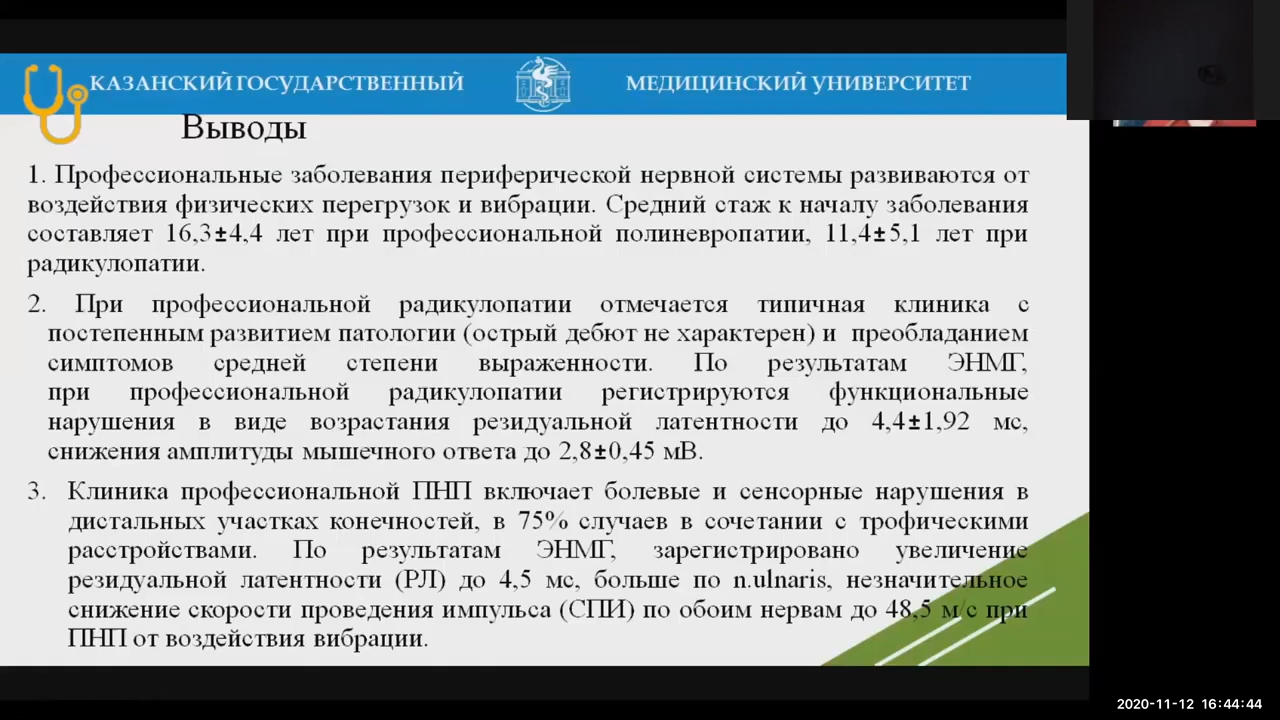 КАЗАНСКИЙ ГОСУДАРСТВЕННЫЙ МЕДИЦИНСКИЙ УНИВЕРСИТЕТ
Выводы
1. Профессиональные заболевания периферической нервной системы развиваются от
воздействия физических перегрузок и вибрации. Средний стаж к началу заболевания
составляет 16,3±4,4 лет при профессиональной полиневропатии, 11,4±5,1 лет при
радикулопатии.
2. При профессиональной радикулопатии отмечается типичная клиника с
постепенным развитием патологии (острый дебют не характерен) и преобладанием
симптомов средней степени выраженности. По результатам ЭНМГ,
при профессиональной радикулопатии регистрируются функциональные
нарушения в виде возрастания резидуальной латентности до 4,4±1,92 мс,
снижения амплитуды мышечного ответа до 2,8±0,45 мВ.
3. Клиника профессиональной ПНП включает болевые и сенсорные нарушения в
дистальных участках конечностей, в 75% случаев в сочетании с трофическими
расстройствами. По результатам ЭНМГ, зарегистрировано увеличение
резидуальной латентности (РЛ) до 4,5 мс, больше по n.ulnaris, незначительное
снижение скорости проведения импульса (СПИ) по обоим нервам до 48,5 м/с при
ПНП от воздействия вибрации.
2020-11-12 16:44:44